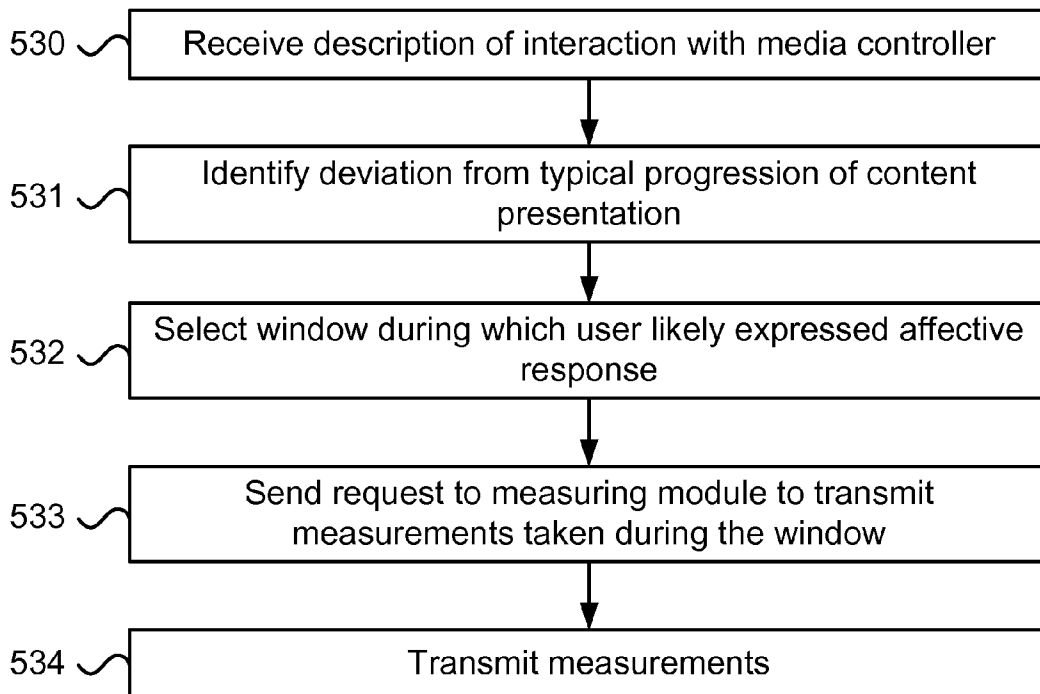 530 Receive description of interaction with media controller
531 Identify deviation from typical progression of content
presentation
532 Select window during which user likely expressed affective
response
533 Send request to measuring module to transmit
measurements taken during the window
534 Transmit measurements